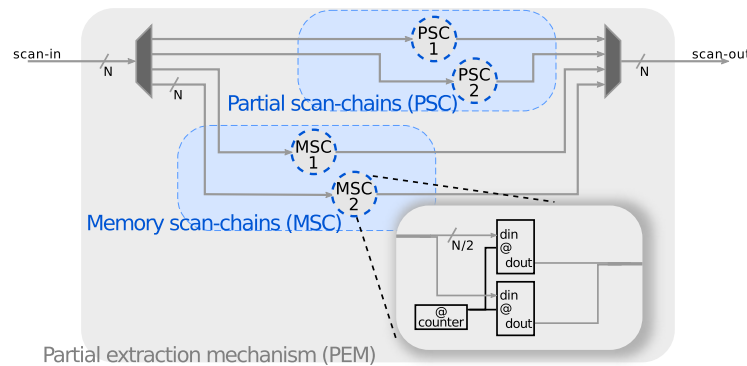 scan-in
N
N
PSC
1
PSC
2
Partial scan-chains (PSC)
N
scan-out
MSC
1
MSC
2
Memory scan-chains (MSC)
N/2
din
@
dout
din
@
dout
@
counter
Partial extraction mechanism (PEM)